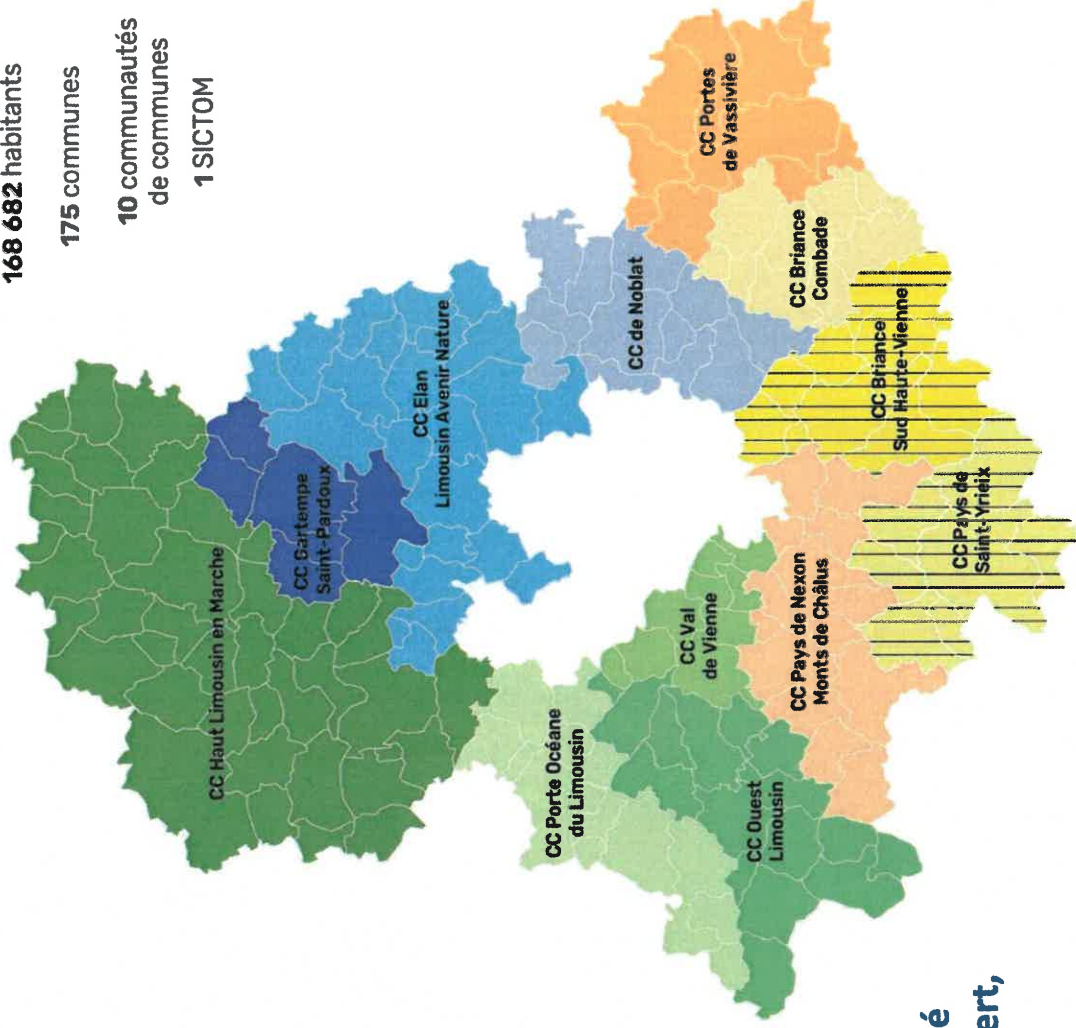 168 682 habitants
175 communes
10 communautés
de communes
1 SICTOM
CC Haut Limousin en Marche
CC Gartempe
Saint-Pardoux
CC Elan
Limousin Avenir Nature
CC Portes
de Vassivière
CC de Noblat
CC Briance
Combade
CC Briance
Sud Haute-Vienne
CC Pays de
Saint-Yrieix
CC Pays de Nexon
Monts de Châlus
CC Val
de Vienne
CC Porte Océane
du Limousin
CC Ouest
Limousin
é
ert,